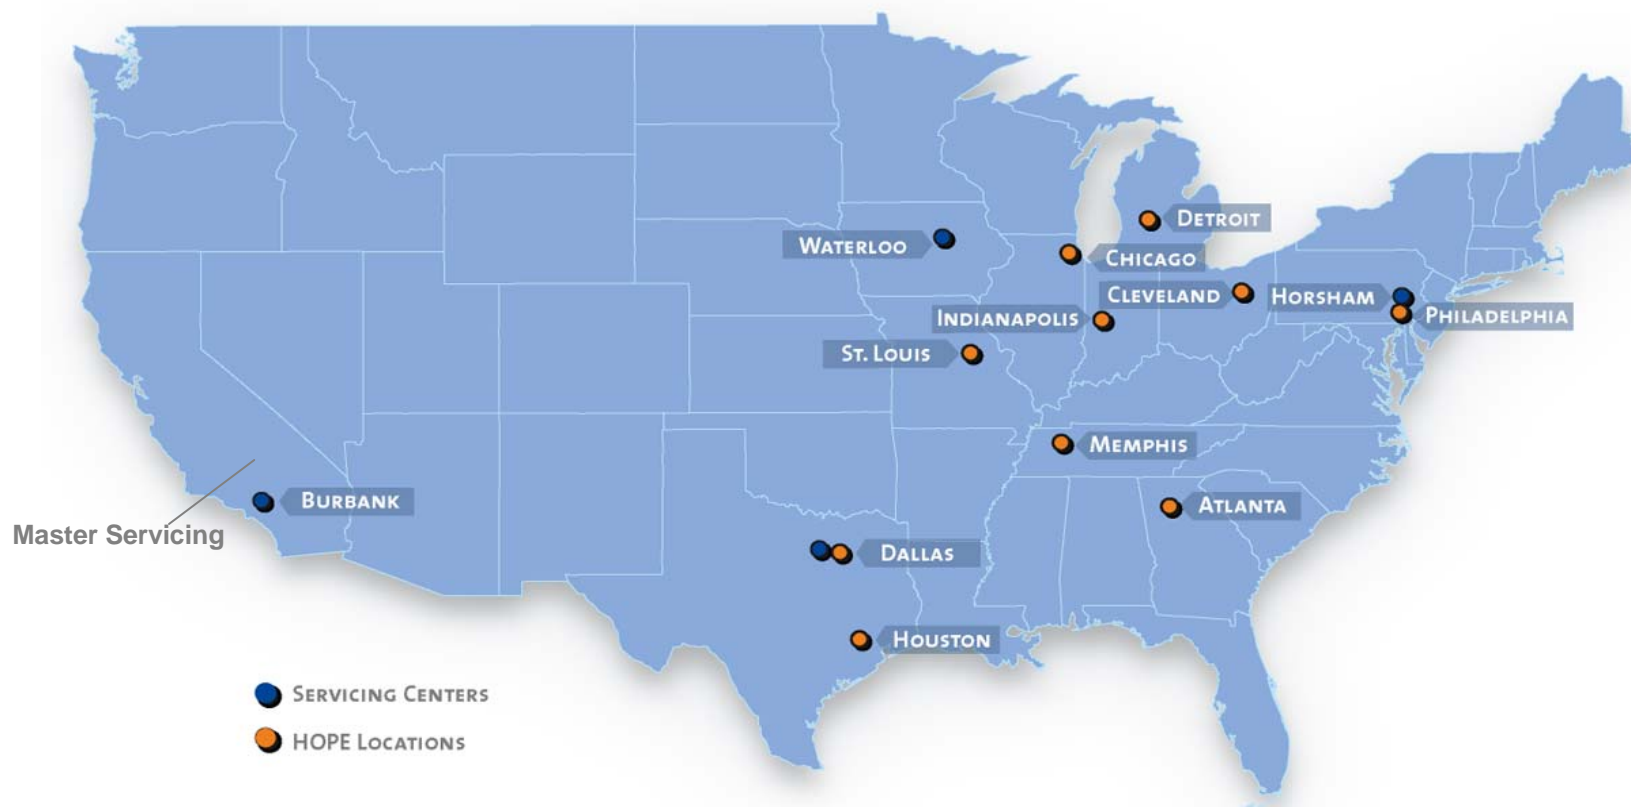 DETROIT
WATERLOO
CHICAGO
CLEVELAND
HORSHAM
INDIANAPOLIS
PHILADELPHIA
ST. LOUIS
MEMPHIS
BURBANK
ATLANTA
Master Servicing
DALLAS
HOUSTON
SERVICING CENTERS
HOPE LOCATIONS